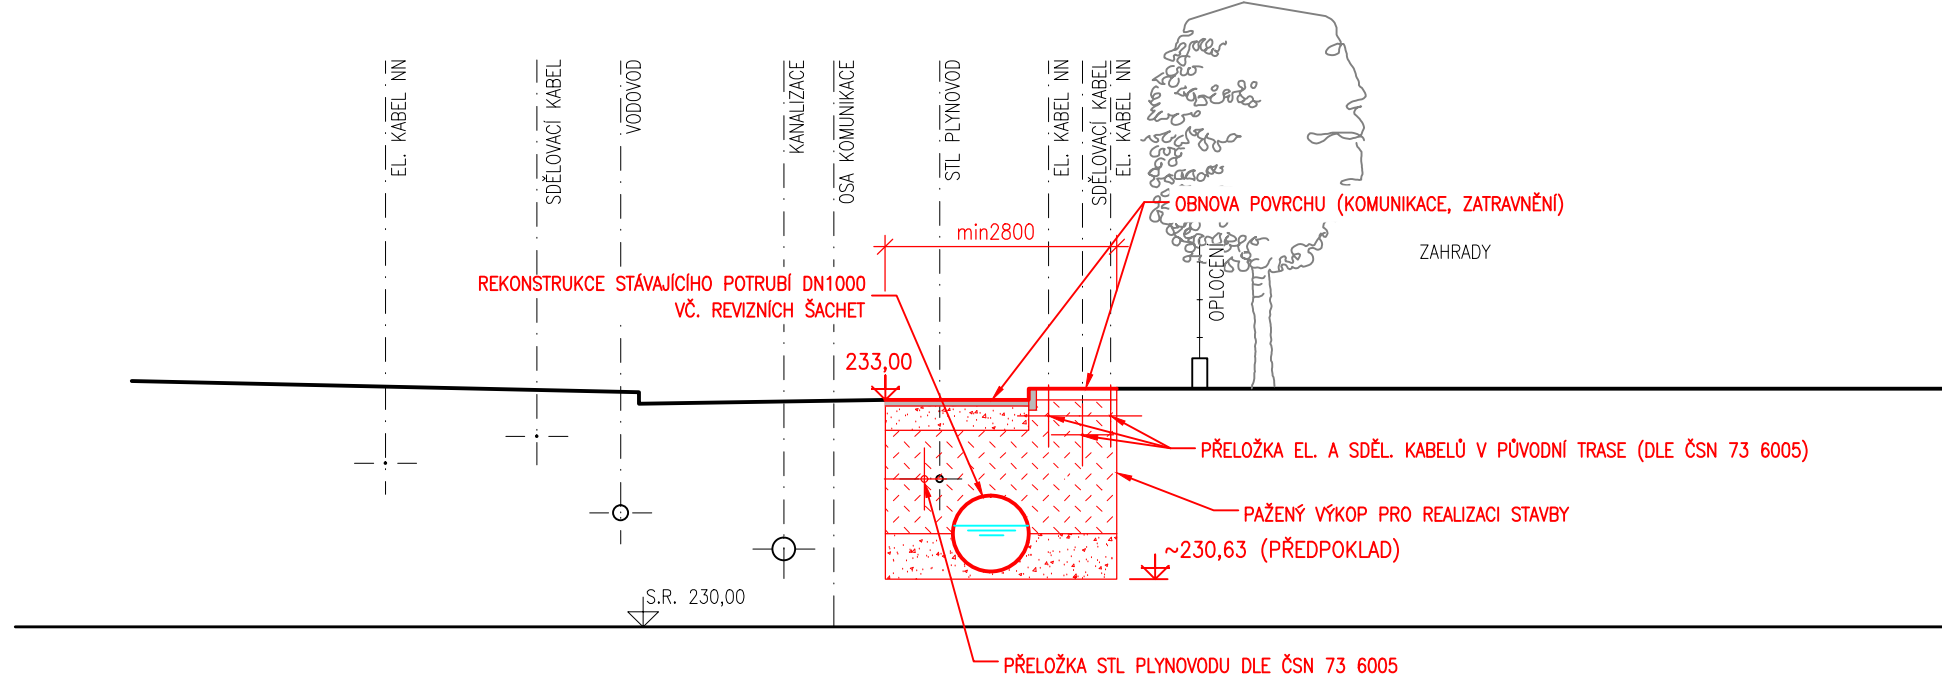 EL. KABEL NN
SDĚLOVACÍ KABEL
VODOVOD
KANALIZACE
OSA KOMUNIKACE
STL PLYNOVOD
EL. KABEL NN
SDĚLOVACÍ KABEL
EL. KABEL NN
OBNOVA POVRCHU (KOMUNIKACE, ZATRAVNĚNÍ)
min2800
ZAHRADY
OPLOCENÍ
REKONSTRUKCE STÁVAJÍCÍHO POTRUBÍ DN1000
VČ. REVIZNÍCH ŠACHET
233,00
PŘELOŽKA EL. A SDĚL. KABELŮ V PŮVODNÍ TRASE (DLE ČSN 73 6005)
PAŽENÝ VÝKOP PRO REALIZACI STAVBY
~230,63 (PŘEDPOKLAD)
S.R. 230,00
PŘELOŽKA STL PLYNOVODU DLE ČSN 73 6005